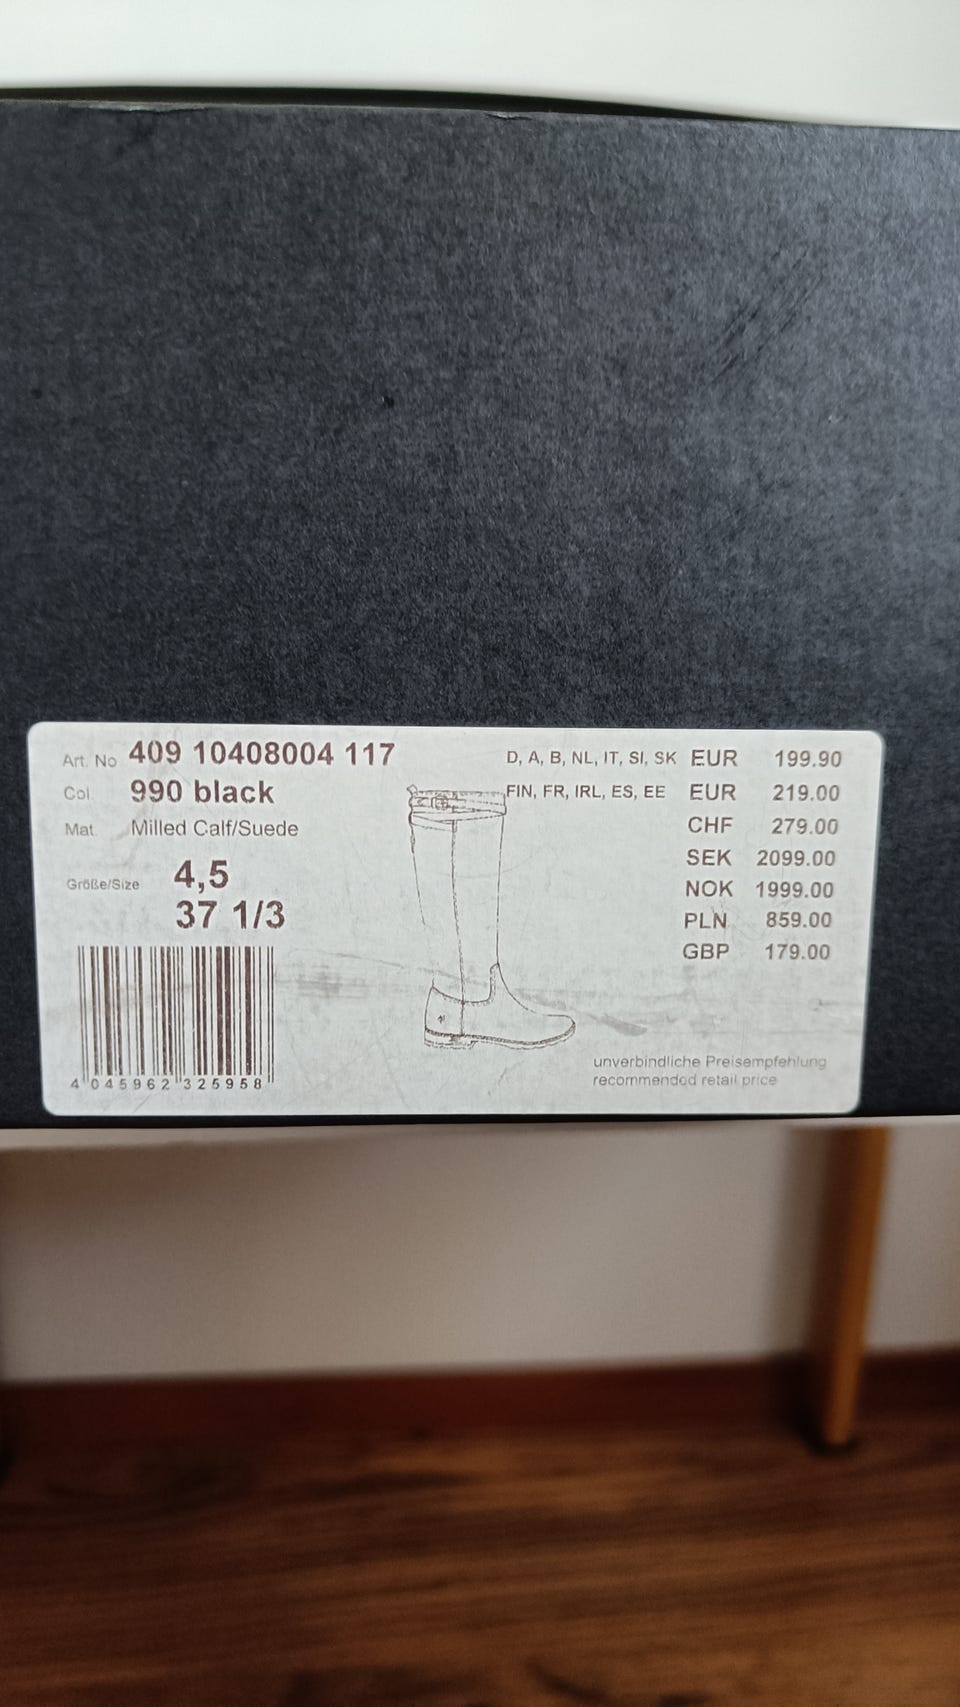 Art. No 409 10408004 117
Col. 990 black
Mat. Milled Calf/Suede
Größe/Size 4,5
37 1/3
4 045962 325958
D, A, B, NL, IT, SI, SK EUR 199.90
FIN, FR, IRL, ES, EE EUR 219.00
CHF 279.00
SEK 2099.00
NOK 1999.00
PLN 859.00
GBP 179.00
unverbindliche Preisempfehlung
recommended retail price